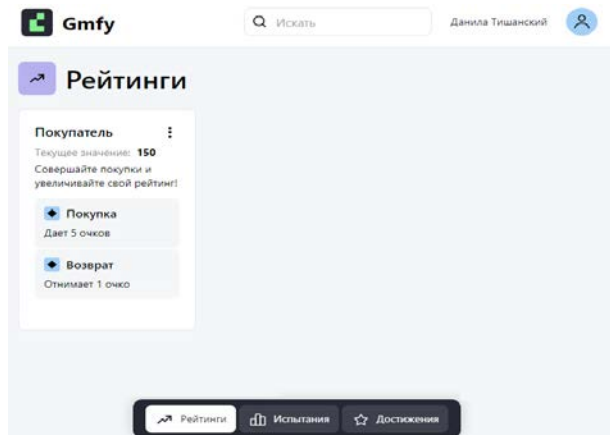 Gmfy
Искать
Данила Тишанский
Рейтинги
Покупатель
Текущее значение: 150
Совершайте покупки и
увеличивайте свой рейтинг!
Покупка
Дает 5 очков
Возврат
Отнимает 1 очко
Рейтинги
Испытания
Достижения